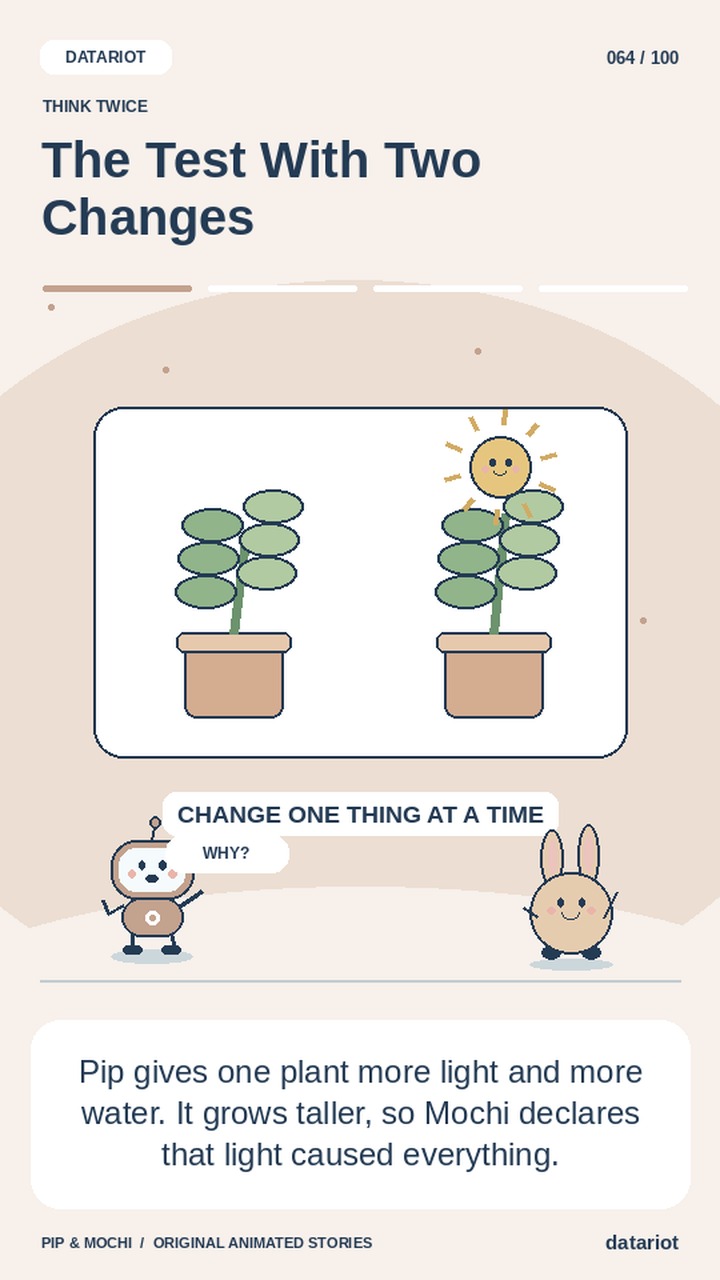 DATARIOT
064 / 100
THINK TWICE
The Test With Two
Changes
CHANGE ONE THING AT A TIME
WHY?
Pip gives one plant more light and more
water. It grows taller, so Mochi declares
that light caused everything.
PIP & MOCHI / ORIGINAL ANIMATED STORIES
datariot